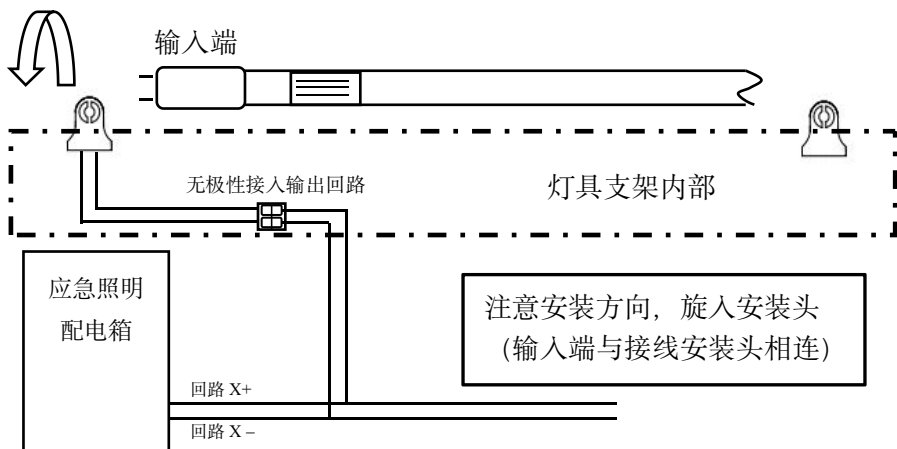 输入端
无极性接入输出回路
灯具支架内部
应急照明
配电箱
注意安装方向，旋入安装头
（输入端与接线安装头相连）
回路 X+
回路 X－